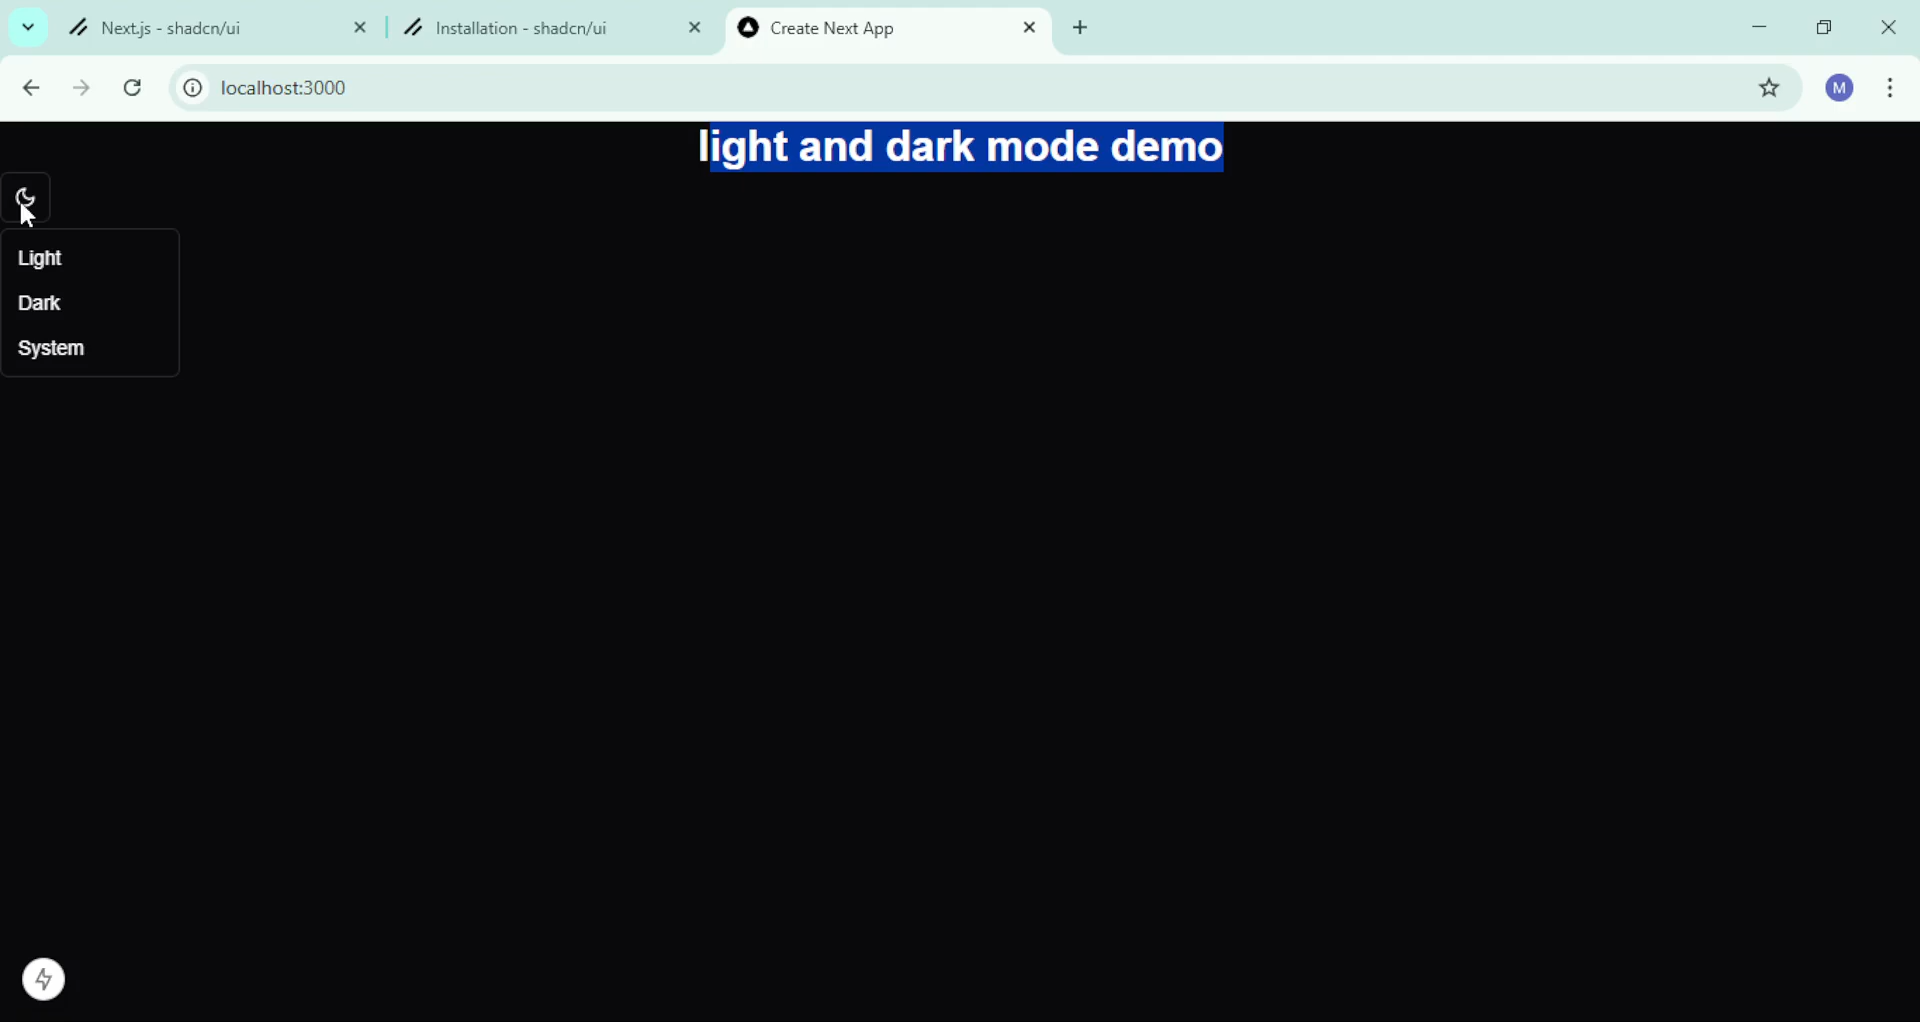 Next.js - shadcn/ui
Installation - shadcn/ui
Create Next App
localhost:3000
M
light and dark mode demo
Light
Dark
System